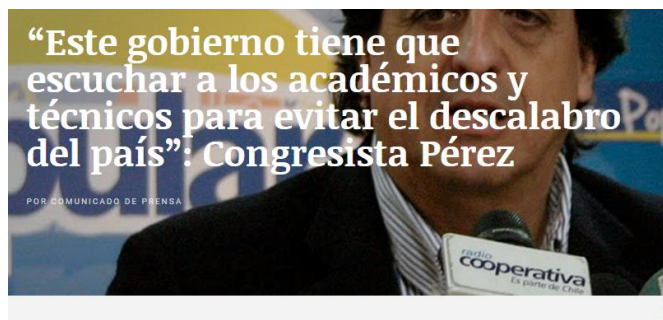 “Este gobierno tiene que
escuchar a los académicos y
técnicos para evitar el descalabro
del país”: Congresista Pérez
POR COMUNICADO DE PRENSA
radio
cooperativa
Es parte de Chile